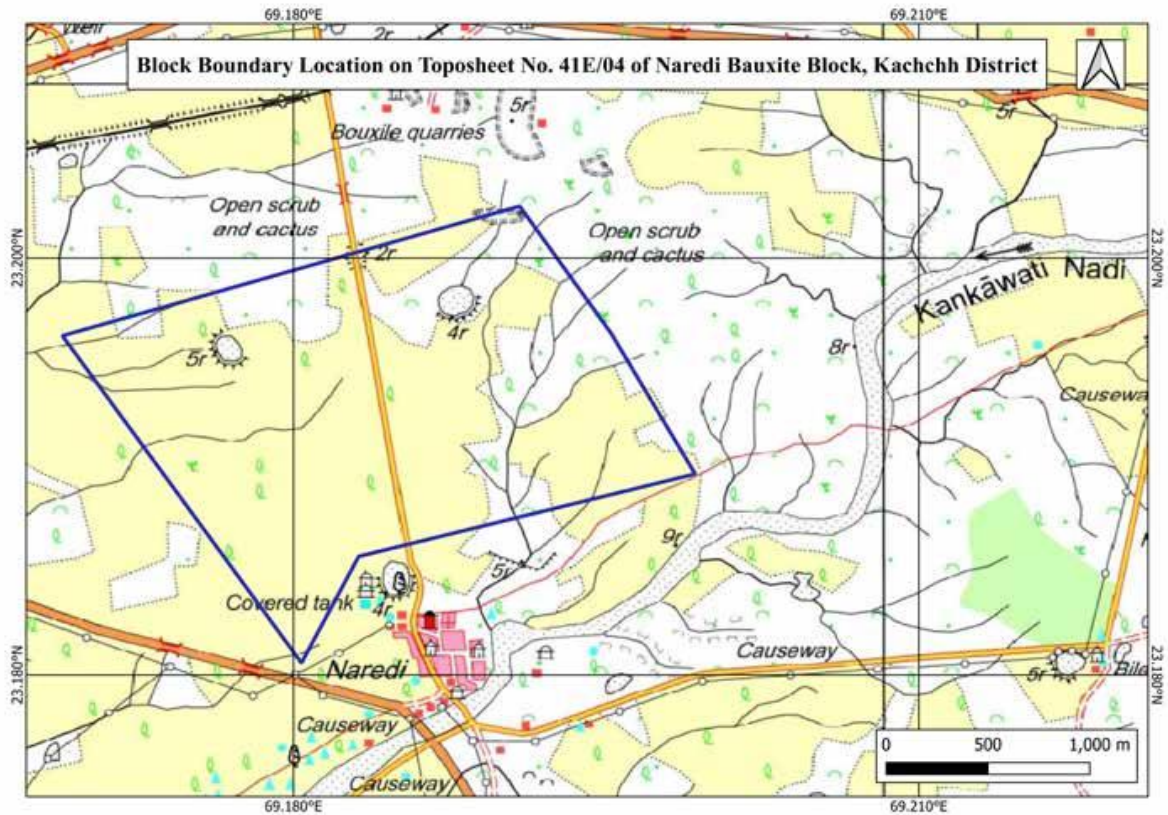 69.180°E
69.210°E
2r
Block Boundary Location on Toposheet No. 41E/04 of Naredi Bauxite Block, Kachchh District
5r
5r
Bouxile quarries
Open scrub
and cactus
Open scrub
and cactus
2r
23.200°N
23.200°N
Kankāwati Nadi
4r
8r
5r
Causewa
9r
5r
Covered tank
4r
Naredi
Causeway
5r
Bile
23.180°N
23.180°N
Causeway
Causeway
0 500 1,000 m
69.180°E
69.210°E